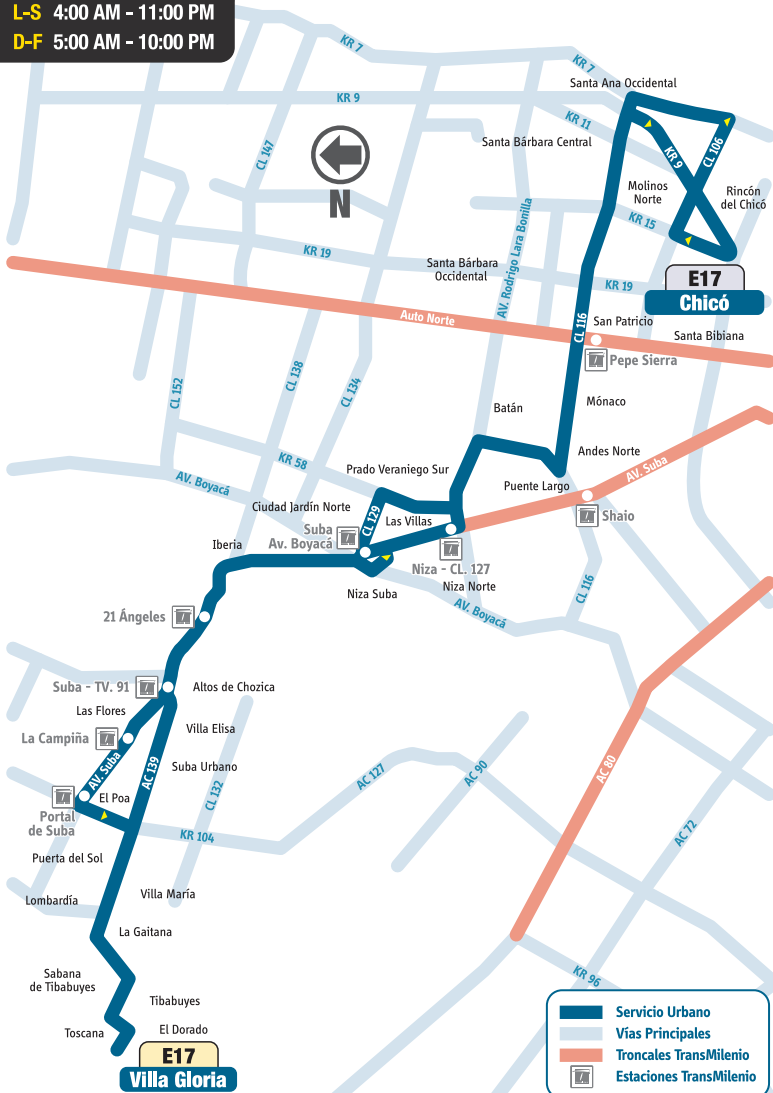 L-S 4:00 AM - 11:00 PM
D-F 5:00 AM - 10:00 PM
KR 7
KR 7
Santa Ana Occidental
KR 9
KR 11
CL 147
Santa Bárbara Central
KR 9
CL 106
N
Molinos
Norte
Rincón
del Chicó
KR 15
AV. Rodrigo Lara Bonilla
KR 19
Santa Bárbara
Occidental
KR 19
E17
Chicó
Auto Norte
CL 116
San Patricio
Santa Bibiana
Pepe Sierra
CL 152
CL 138
CL 134
Mónaco
Batán
KR 58
Prado Veraniego Sur
Andes Norte
AV. Suba
AV. Boyacá
Puente Largo
Ciudad Jardín Norte
CL 129
Las Villas
Shaio
Suba
Av. Boyacá
Iberia
Niza - CL. 127
Niza Suba
Niza Norte
CL 116
AV. Boyacá
21 Ángeles
Suba - TV. 91
Altos de Chozica
Las Flores
La Campiña
Villa Elisa
AV. Suba
AC 139
Suba Urbano
CL 132
AC 127
AC 90
AC 80
El Poa
Portal
de Suba
KR 104
AC 72
Puerta del Sol
Villa María
Lombardía
La Gaitana
Sabana
de Tibabuyes
KR 96
Tibabuyes
Toscana
El Dorado
E17
Villa Gloria
Servicio Urbano
Vías Principales
Troncales TransMilenio
Estaciones TransMilenio